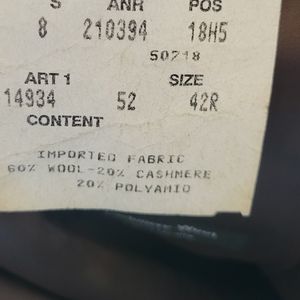 S ANR POS
8 210394 18H5
50218
ART 1 SIZE
14934 52 42R
CONTENT
IMPORTED FABRIC
60% WOOL-20% CASHMERE
20% POLYAMID